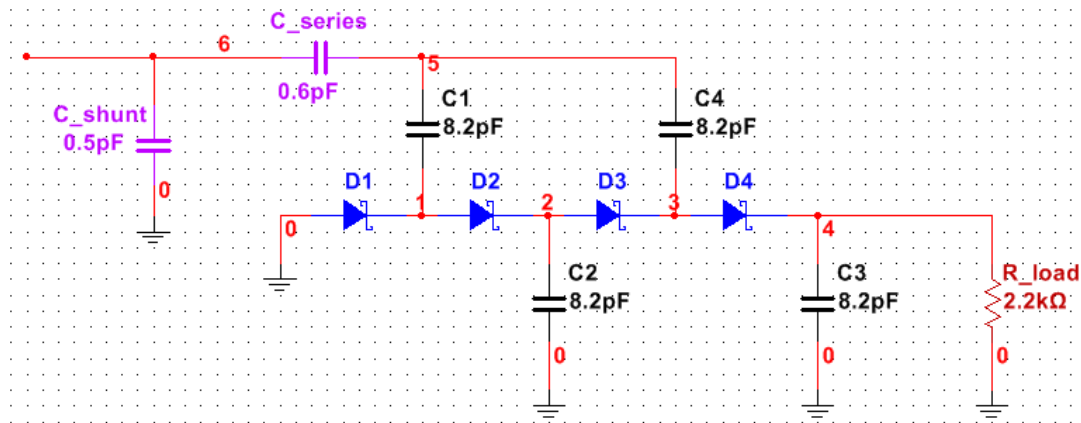 C_series
6
5
0.6pF
C_shunt
0.5pF
0
C1
8.2pF
C4
8.2pF
D1
D2
D3
D4
0
1
2
3
4
C2
8.2pF
0
C3
8.2pF
0
R_load
2.2kΩ
0